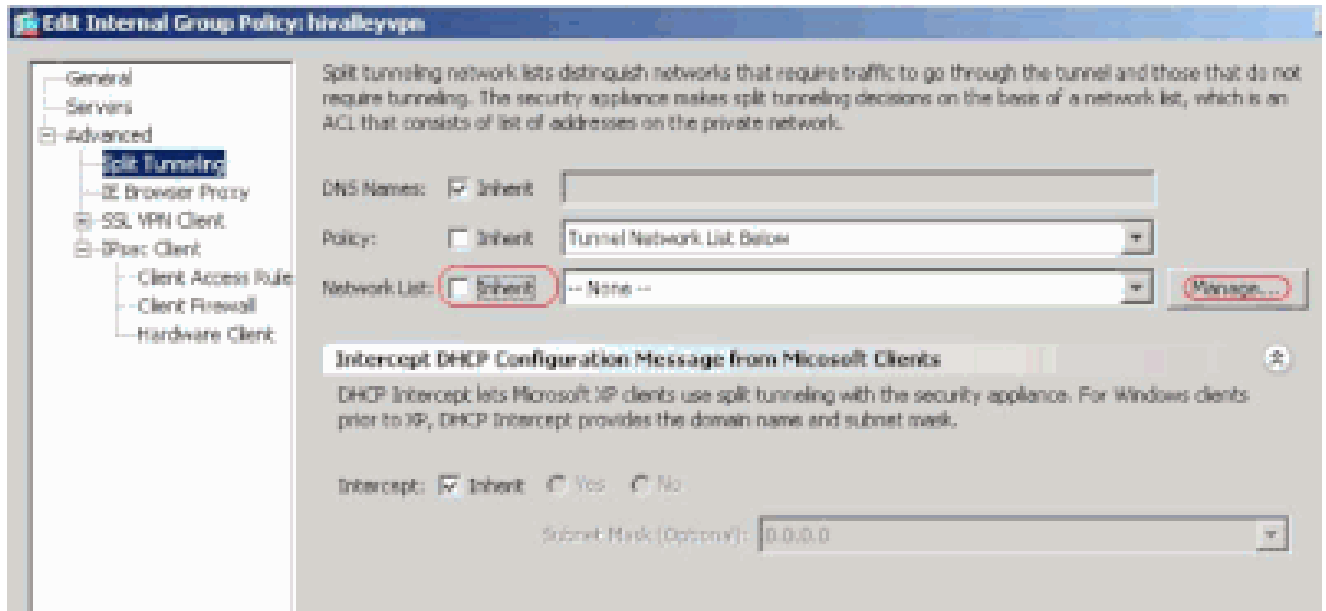 Edit Internal Group Policy: hivalleyvpn
General
Servers
Advanced
Split Tunneling
IE Browser Proxy
SSL VPN Client
IPsec Client
Client Access Rule
Client Firewall
Hardware Client
Split tunneling network lists distinguish networks that require traffic to go through the tunnel and those that do not
require tunneling. The security appliance makes split tunneling decisions on the basis of a network list, which is an
ACL that consists of list of addresses on the private network.
DNS Names: Inherit
Policy: Inherit Tunnel Network List Below
Network List: Inherit -- None -- Manage...
Intercept DHCP Configuration Message from Micosoft Clients
DHCP Intercept lets Microsoft XP clients use split tunneling with the security appliance. For Windows clients
prior to XP, DHCP Intercept provides the domain name and subnet mask.
Intercept: Inherit Yes No
Subnet Mask (Optional): 0.0.0.0